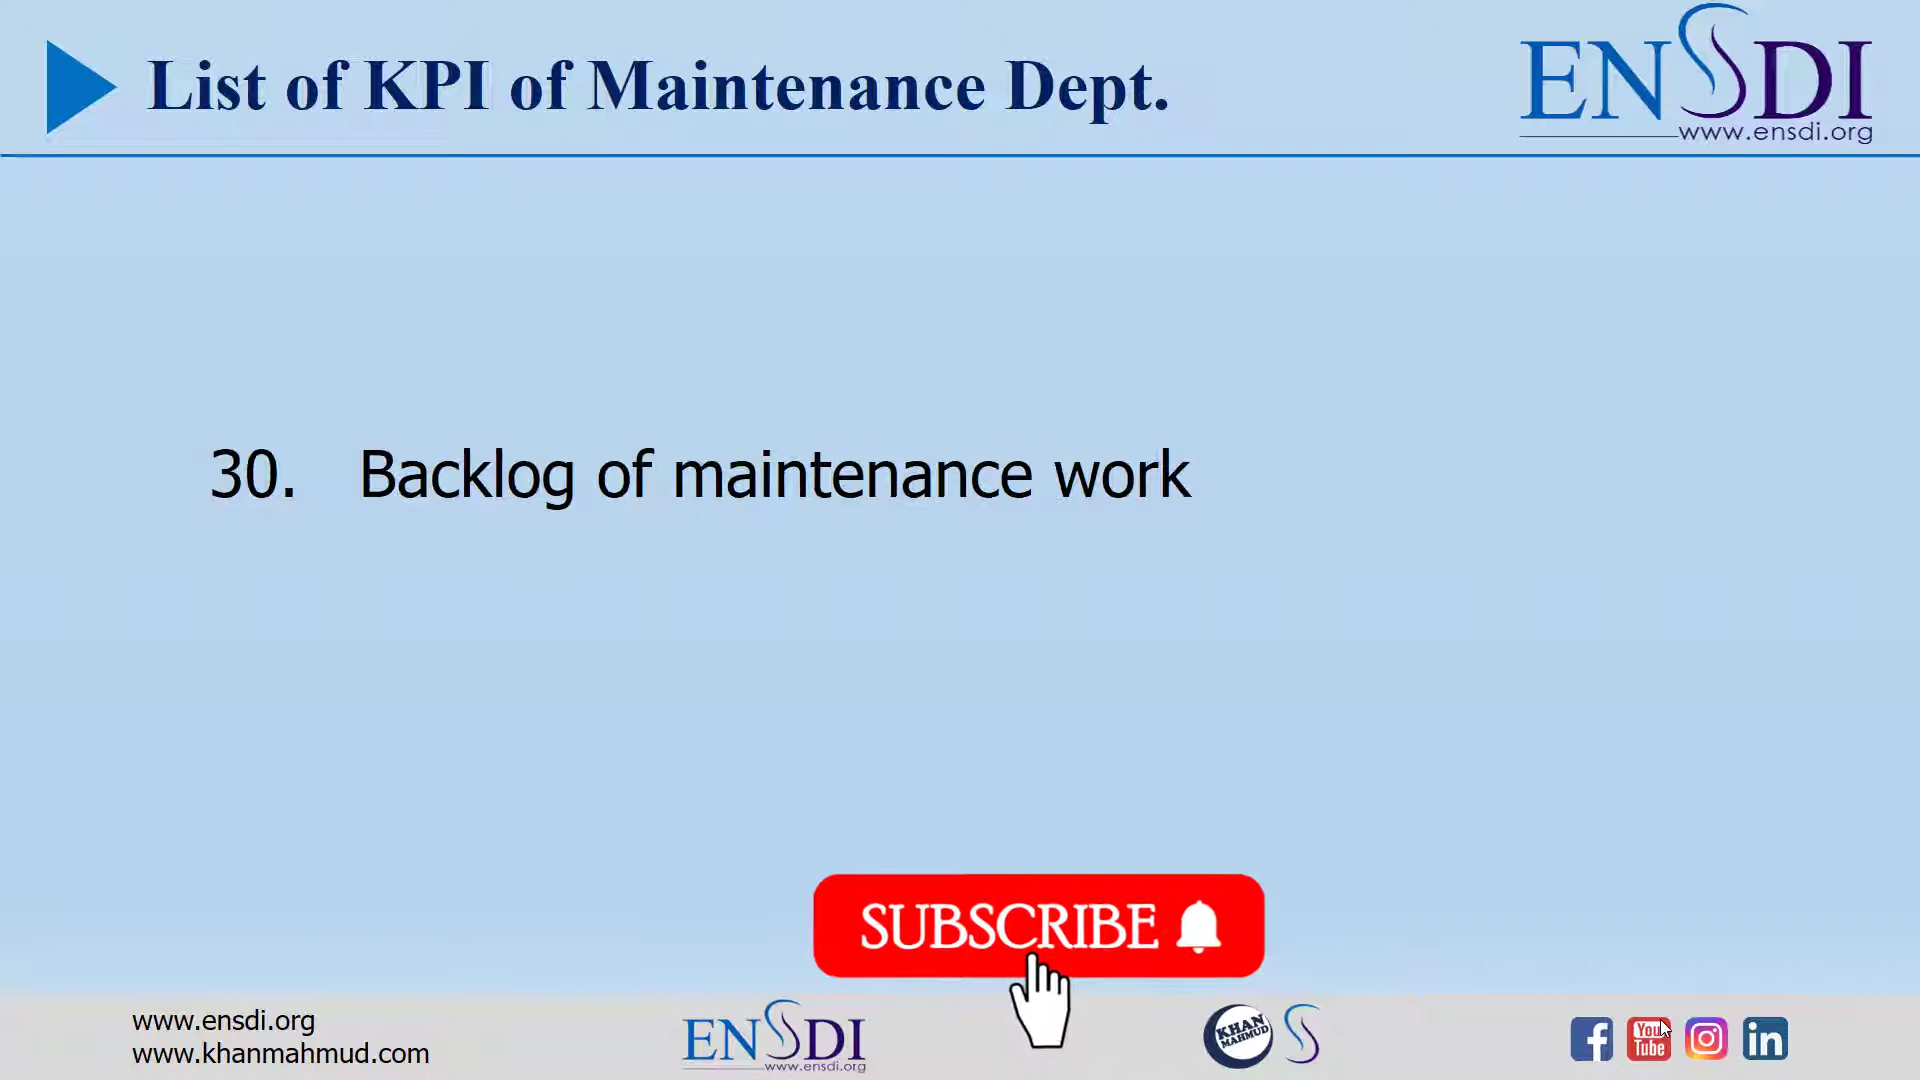 List of KPI of Maintenance Dept.
ENSDI
www.ensdi.org
30. Backlog of maintenance work
SUBSCRIBE
www.ensdi.org
www.khanmahmud.com
ENSDI
www.ensdi.org
KHAN
MAHMUD
You
Tube
in